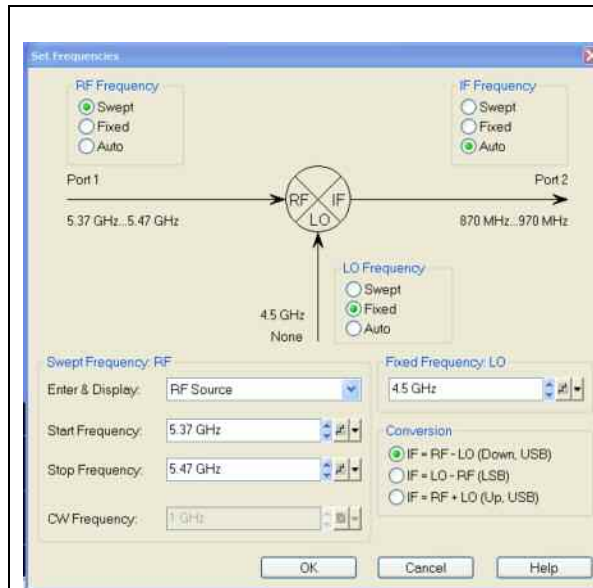 Set Frequencies
RF Frequency
Swept
Fixed
Auto
IF Frequency
Swept
Fixed
Auto
Port 1
Port 2
RF
IF
LO
5.37 GHz...5.47 GHz
870 MHz...970 MHz
LO Frequency
Swept
Fixed
Auto
4.5 GHz
None
Swept Frequency: RF
Enter & Display:
RF Source
Start Frequency:
5.37 GHz
Stop Frequency:
5.47 GHz
CW Frequency:
1 GHz
Fixed Frequency: LO
4.5 GHz
Conversion
IF = RF - LO (Down, USB)
IF = LO - RF (LSB)
IF = RF + LO (Up, USB)
OK
Cancel
Help